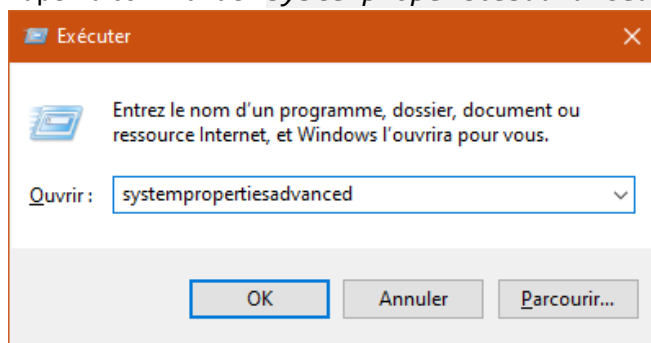 Exécuter
Entrez le nom d'un programme, dossier, document ou
ressource Internet, et Windows l'ouvrira pour vous.
Ouvrir : systempropertiesadvanced
OK Annuler Parcourir...